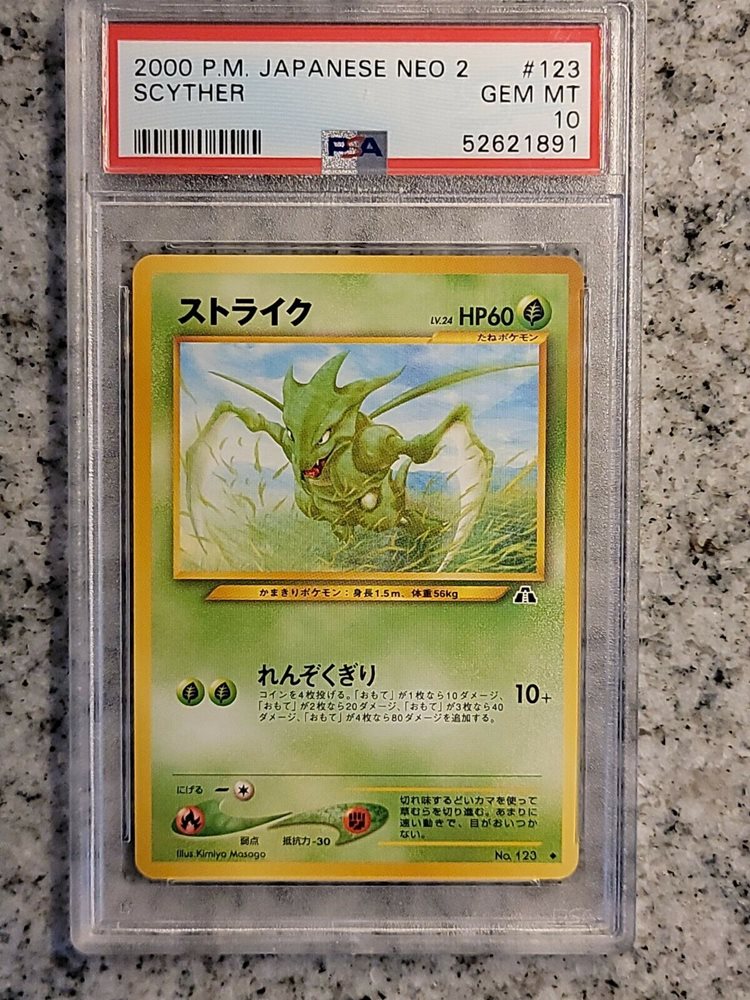 2000 P.M. JAPANESE NEO 2 #123
SCYTHER GEM MT
10
PSA 52621891
ストライク LV.24 HP60
たねポケモン
かまきりポケモン:身長1.5m、体重56kg
れんぞくぎり 10+
コインを4枚投げる。「おもて」が1枚なら10ダメージ、
「おもて」が2枚なら20ダメージ、「おもて」が3枚なら40
ダメージ、「おもて」が4枚なら80ダメージを追加する。
にげる
弱点 抵抗力-30
切れ味するどいカマを使って
草むらを切り進む。あまりに
速い動きで、目がおいつか
ない。
Illus.Kimiya Masago No. 123